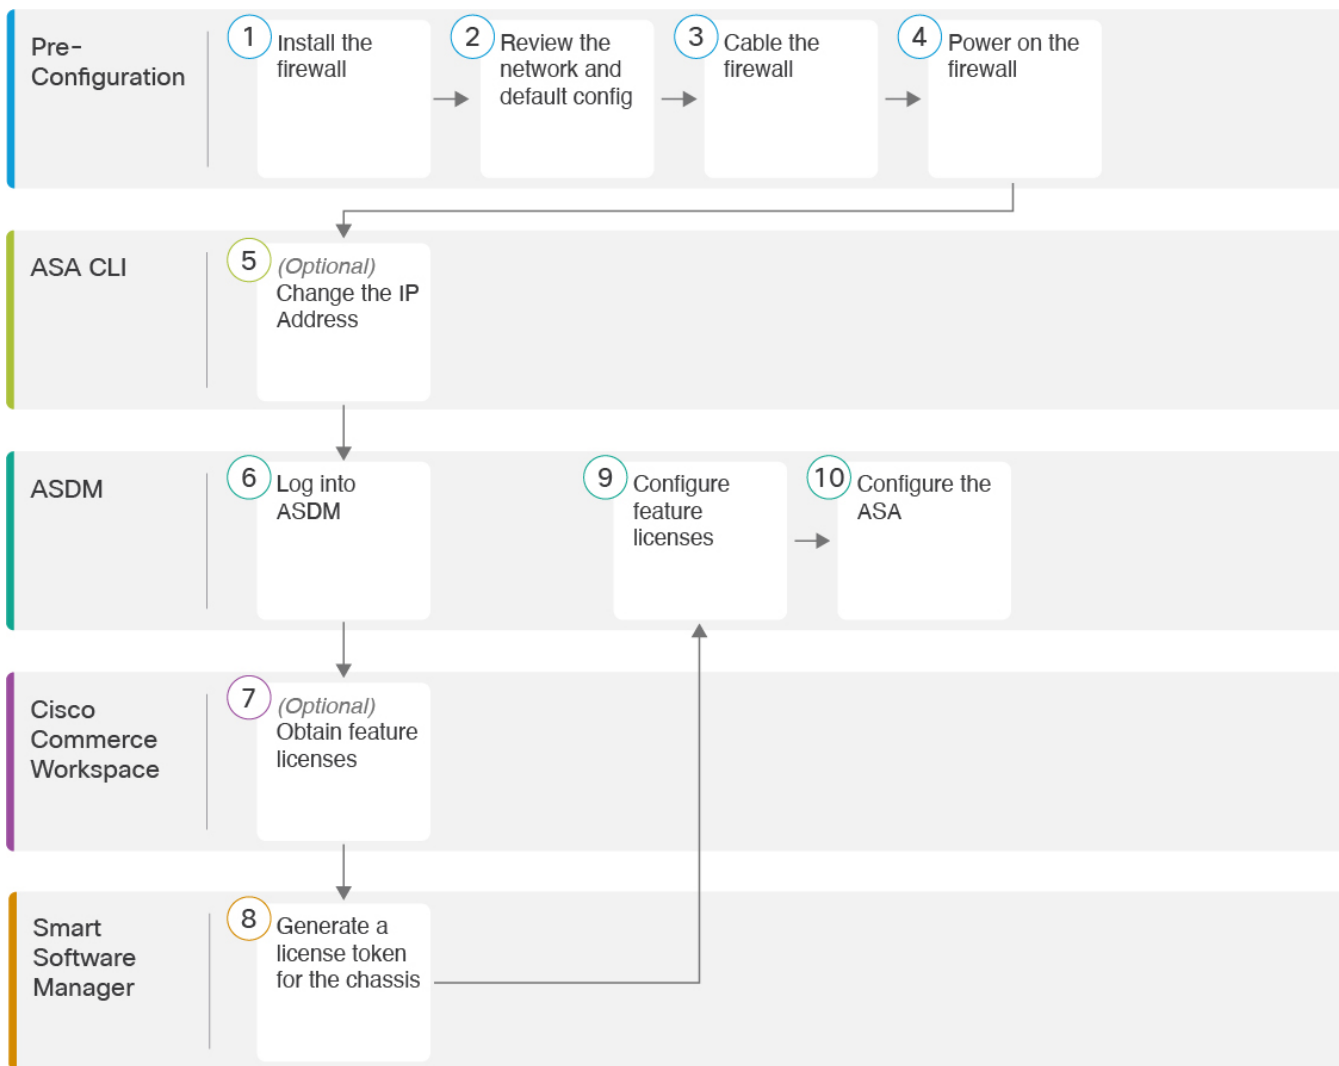 Pre-
Configuration
1
Install the
firewall
2
Review the
network and
default config
3
Cable the
firewall
4
Power on the
firewall
ASA CLI
5
(Optional)
Change the IP
Address
ASDM
6
Log into
ASDM
9
Configure
feature
licenses
10
Configure the
ASA
Cisco
Commerce
Workspace
7
(Optional)
Obtain feature
licenses
Smart
Software
Manager
8
Generate a
license token
for the chassis